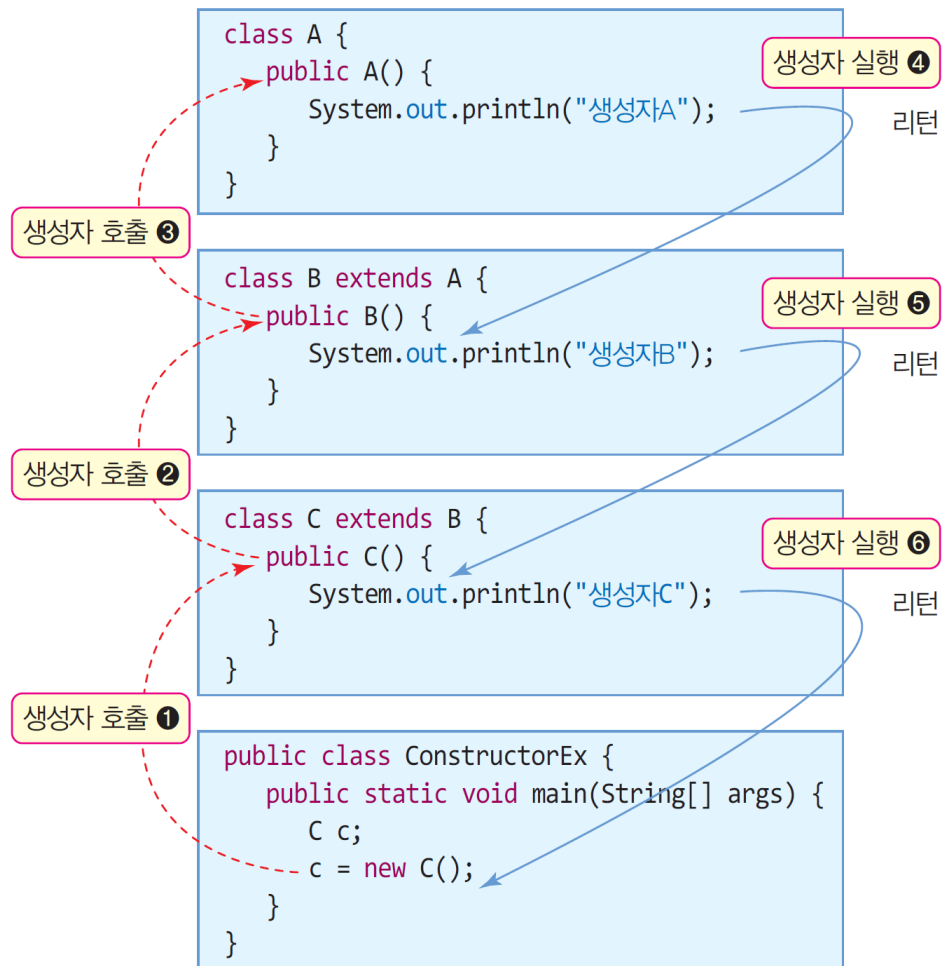 class A {
public A() {
System.out.println("생성자A");
}
}
생성자 실행 ❹
리턴
생성자 호출 ❸
class B extends A {
public B() {
System.out.println("생성자B");
}
}
생성자 실행 ❺
리턴
생성자 호출 ❷
class C extends B {
public C() {
System.out.println("생성자C");
}
}
생성자 실행 ❻
리턴
생성자 호출 ❶
public class ConstructorEx {
public static void main(String[] args) {
C c;
c = new C();
}
}